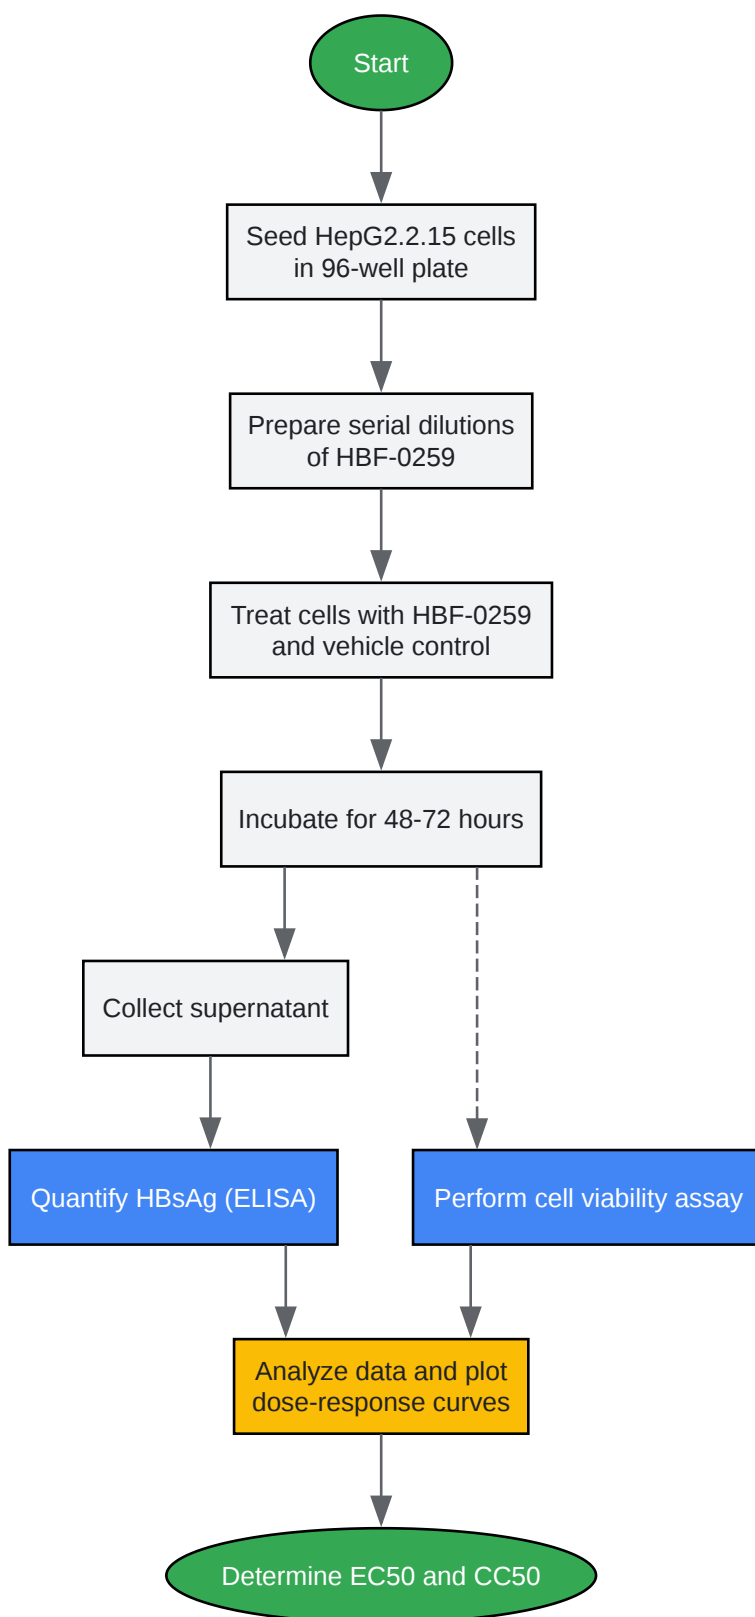 Start
Seed HepG2.2.15 cells
in 96-well plate
Prepare serial dilutions
of HBF-0259
Treat cells with HBF-0259
and vehicle control
Incubate for 48-72 hours
Collect supernatant
Quantify HBsAg (ELISA)
Perform cell viability assay
Analyze data and plot
dose-response curves
Determine EC50 and CC50